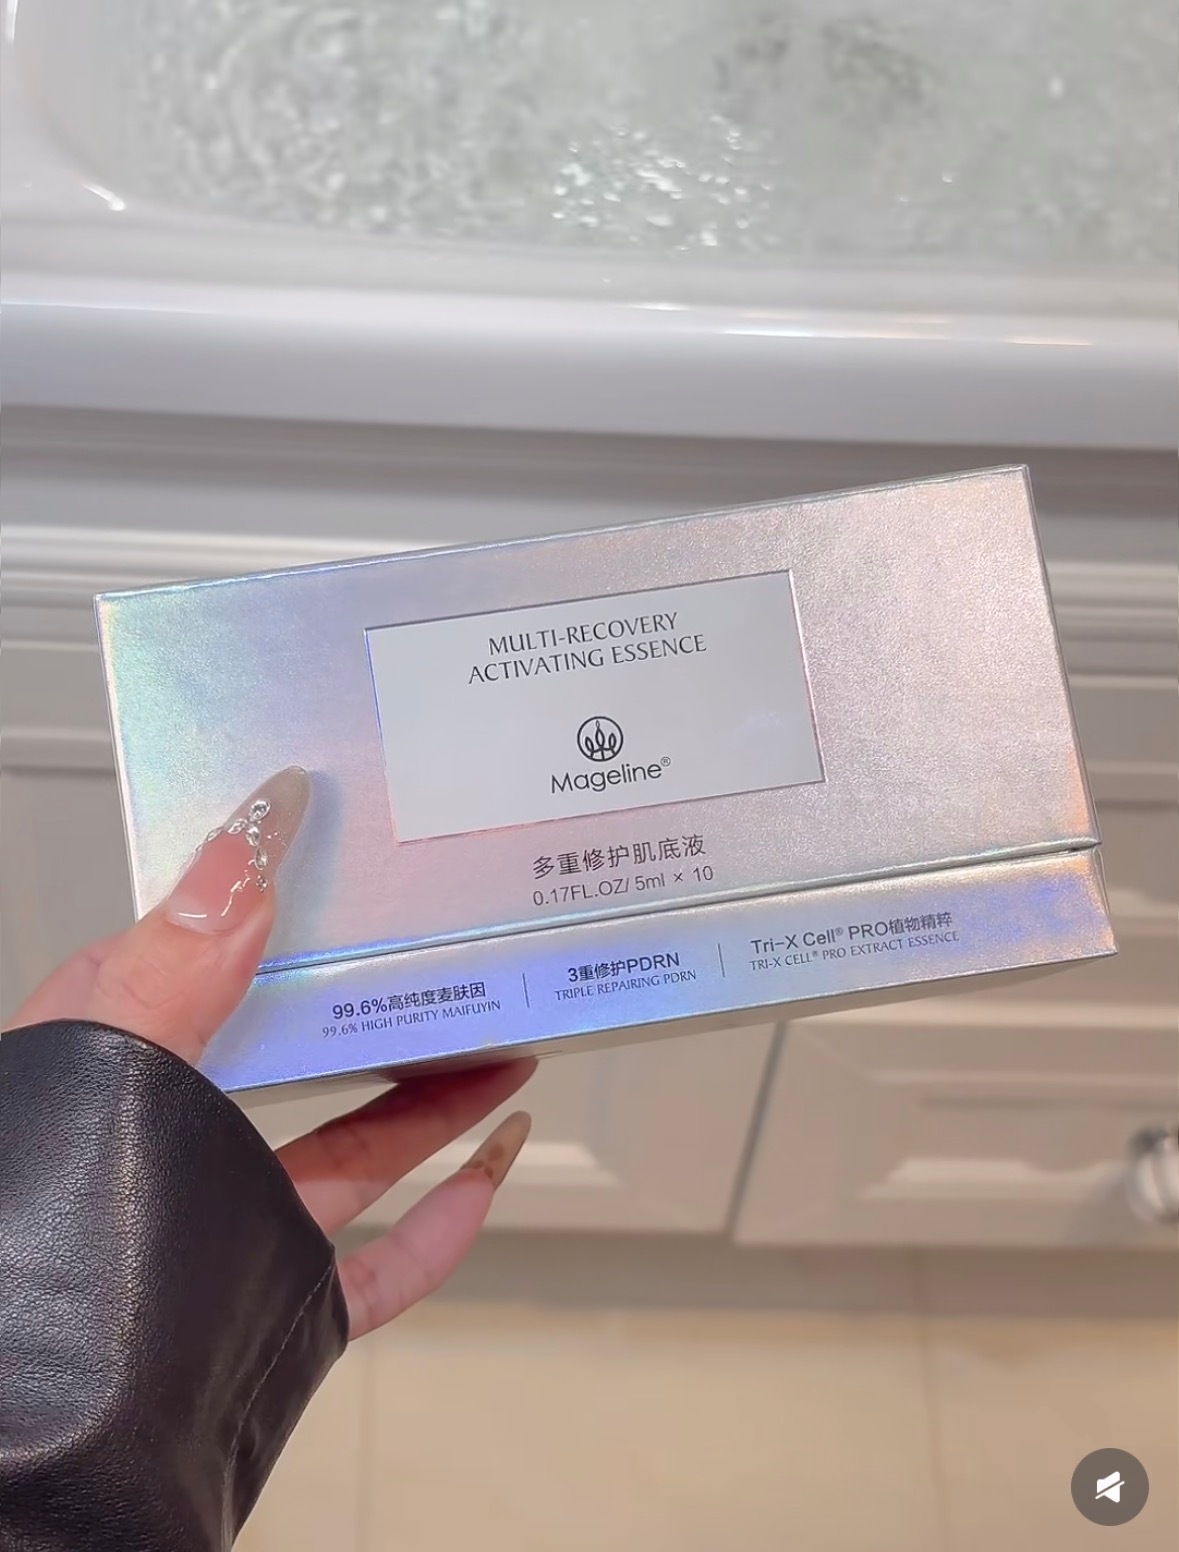 MULTI-RECOVERY
ACTIVATING ESSENCE
Mageline®
多重修护肌底液
0.17FL.OZ/ 5ml × 10
99.6%高纯度麦肤因
99.6% HIGH PURITY MAIFUYIN
3重修护PDRN
TRIPLE REPAIRING PDRN
Tri-X Cell® PRO植物精粹
TRI-X CELL® PRO EXTRACT ESSENCE